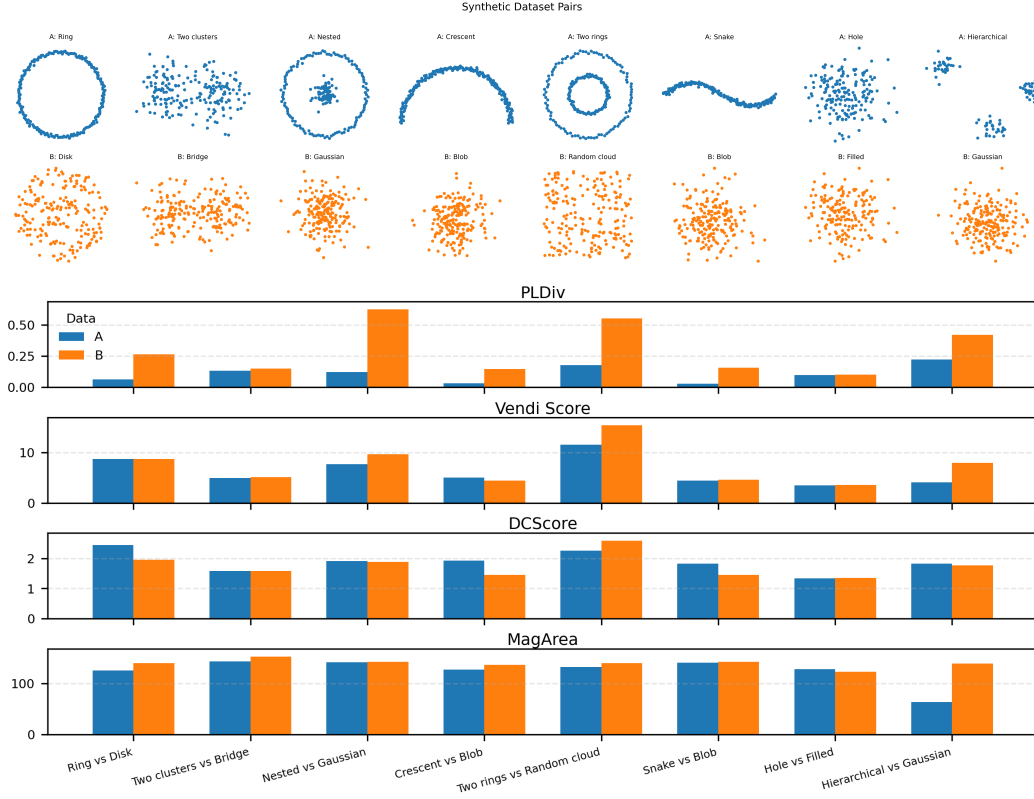 Synthetic Dataset Pairs
A: Ring
A: Two clusters
A: Nested
A: Crescent
A: Two rings
A: Snake
A: Hole
A: Hierarchical
B: Disk
B: Bridge
B: Gaussian
B: Blob
B: Random cloud
B: Blob
B: Filled
B: Gaussian
PLDiv
0.50
0.25
0.00
Data
A
B
Vendi Score
10
0
DCScore
2
1
0
MagArea
100
0
Ring vs Disk
Two clusters vs Bridge
Nested vs Gaussian
Crescent vs Blob
Two rings vs Random cloud
Snake vs Blob
Hole vs Filled
Hierarchical vs Gaussian